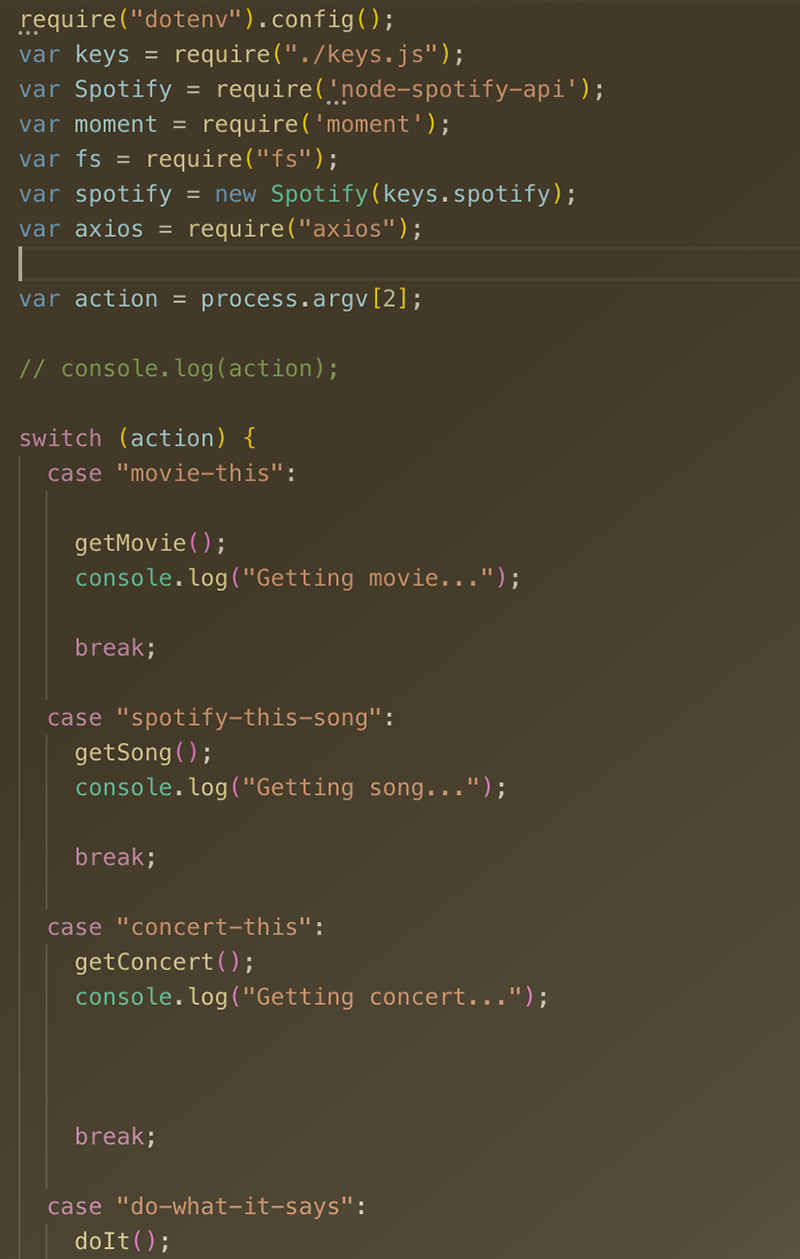 require("dotenv").config();
var keys = require("./keys.js");
var Spotify = require('node-spotify-api');
var moment = require('moment');
var fs = require("fs");
var spotify = new Spotify(keys.spotify);
var axios = require("axios");
var action = process.argv[2];
// console.log(action);
switch (action) {
case "movie-this":
getMovie();
console.log("Getting movie...");
break;
case "spotify-this-song":
getSong();
console.log("Getting song...");
break;
case "concert-this":
getConcert();
console.log("Getting concert...");
break;
case "do-what-it-says":
doIt();